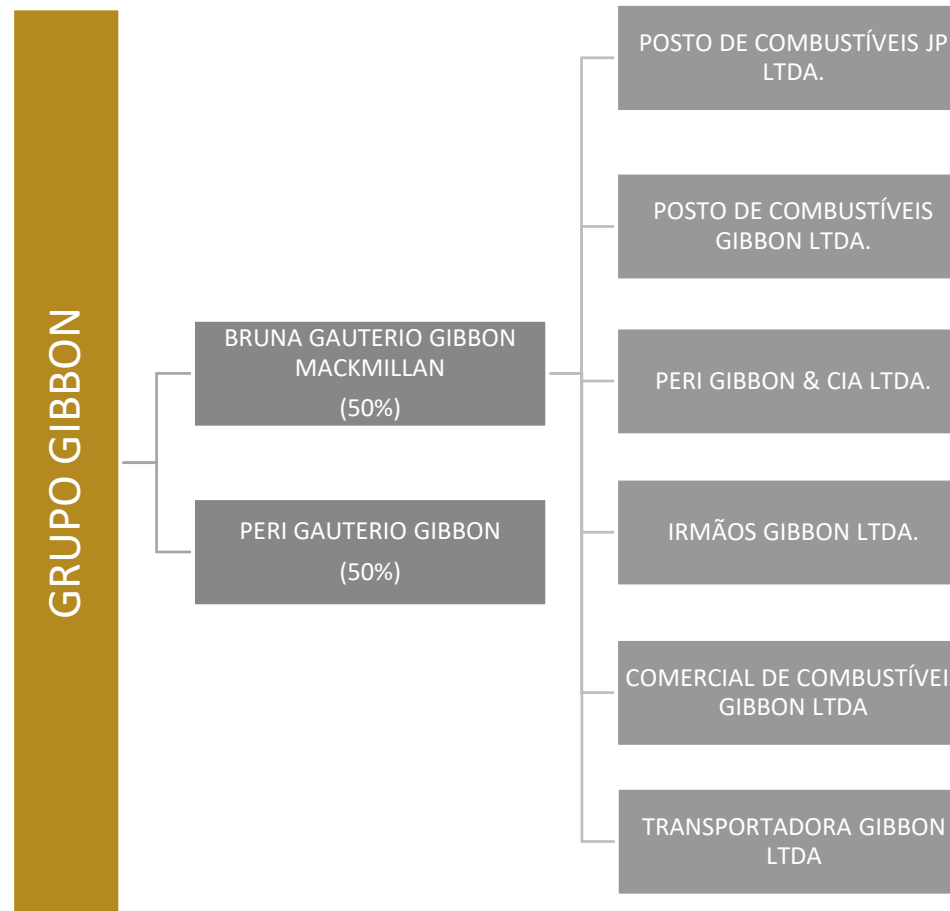 GRUPO GIBBON
BRUNA GAUTERIO GIBBON
MACKMILLAN
(50%)
PERI GAUTERIO GIBBON
(50%)
POSTO DE COMBUSTÍVEIS JP
LTDA.
POSTO DE COMBUSTÍVEIS
GIBBON LTDA.
PERI GIBBON & CIA LTDA.
IRMÃOS GIBBON LTDA.
COMERCIAL DE COMBUSTÍVEI
GIBBON LTDA
TRANSPORTADORA GIBBON
LTDA